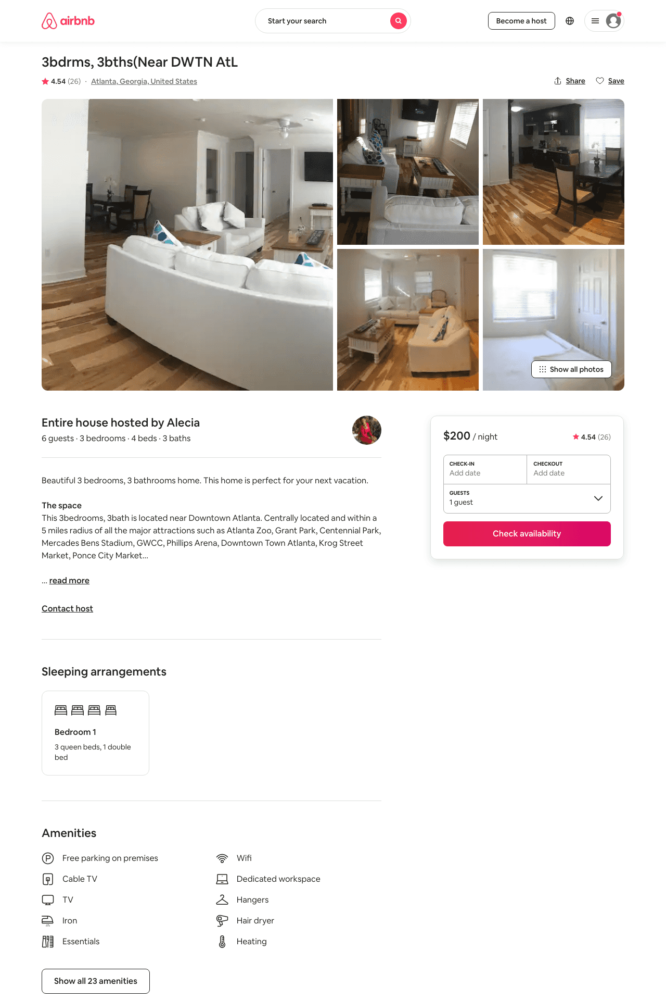 airbnb
Start your search
Become a host
3bdrms, 3bths(Near DWTN AtL
4.54 (26) · Atlanta, Georgia, United States
Share
Save
Show all photos
Entire house hosted by Alecia
6 guests · 3 bedrooms · 4 beds · 3 baths
Beautiful 3 bedrooms, 3 bathrooms home. This home is perfect for your next vacation.
The space
This 3bedrooms, 3bath is located near Downtown Atlanta. Centrally located and within a
5 miles radius of all the major attractions such as Atlanta Zoo, Grant Park, Centennial Park,
Mercades Bens Stadium, GWCC, Phillips Arena, Downtown Town Atlanta, Krog Street
Market, Ponce City Market...
... read more
Contact host
$200 / night
4.54 (26)
CHECK-IN
Add date
CHECKOUT
Add date
GUESTS
1 guest
Check availability
Sleeping arrangements
Bedroom 1
3 queen beds, 1 double
bed
Amenities
Free parking on premises
Wifi
Cable TV
Dedicated workspace
TV
Hangers
Iron
Hair dryer
Essentials
Heating
Show all 23 amenities